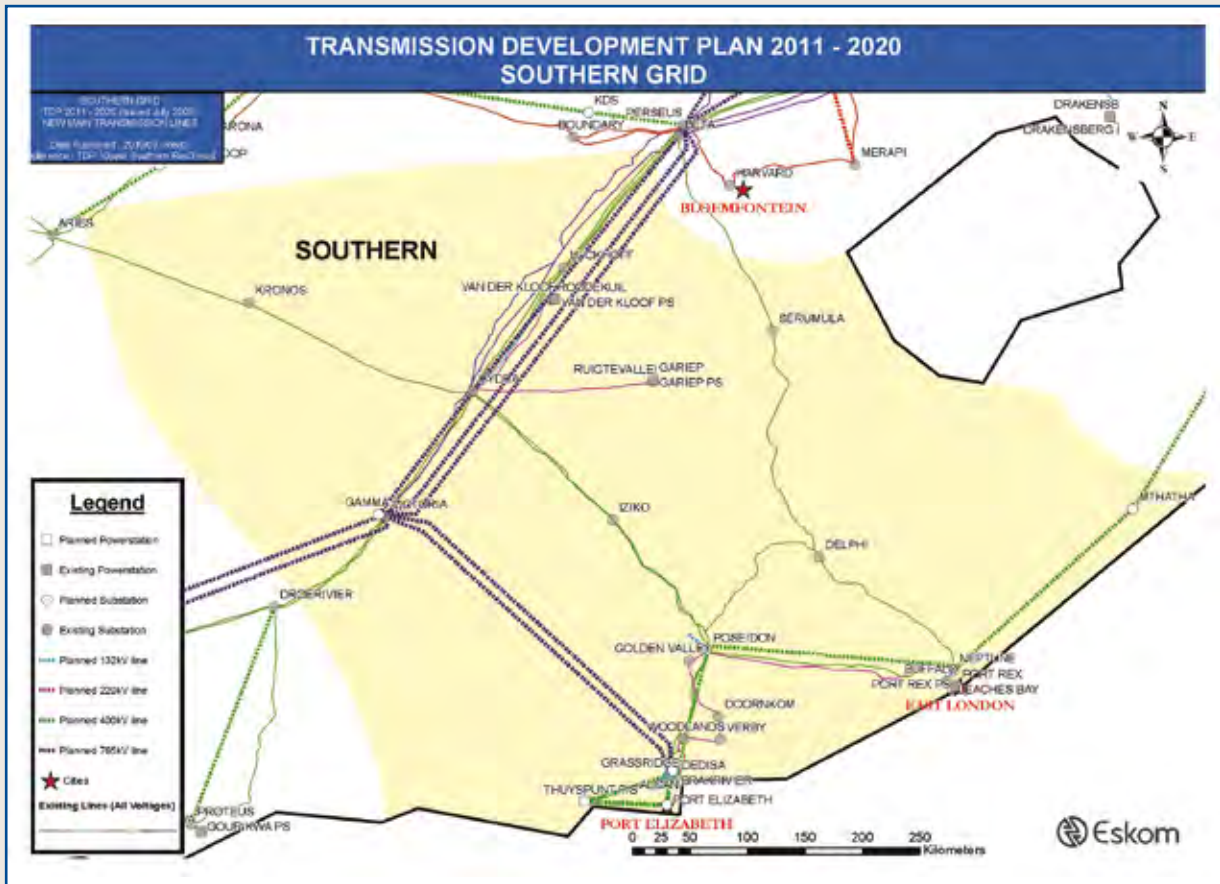 TRANSMISSION DEVELOPMENT PLAN 2011 - 2020
SOUTHERN GRID
SOUTHERN GRID
NEW MAIN TRANSMISSION LINES
KDS
PERSEUS
BOUNDARY
DRAKENSB
DRAKENSBERG
N
W
E
S
MERAPI
HARVARD
BLOEMFONTEIN
ARIES
SOUTHERN
KRONOS
VAN DER KLOOF
ROODEKUIL
VAN DER KLOOF PS
SERUMULA
RUIGTEVALLEI
GARIEP
GARIEP PS
GAMMA
IZIKO
MTHATHA
DELPHI
DROERIVIER
GOLDEN VALLEY
POSEIDON
NEPTUNE
BUFFALO
PORT REX
PORT REX PS
LEACHES BAY
EAST LONDON
DOORNKOM
WOODLANDS
VERBY
GRASSRIDGE
DEDISA
BRAKRIVIER
THUYSPUNT P/S
PORT ELIZABETH
PORT ELIZABETH
PROTEUS
GOURIKWA PS
Legend
Planned Powerstation
Existing Powerstation
Planned Substation
Existing Substation
Planned 132kV line
Planned 220kV line
Planned 400kV line
Planned 765kV line
Cities
Existing Lines (All Voltages)
0 25 50 100 150 200 250
Kilometers
Eskom